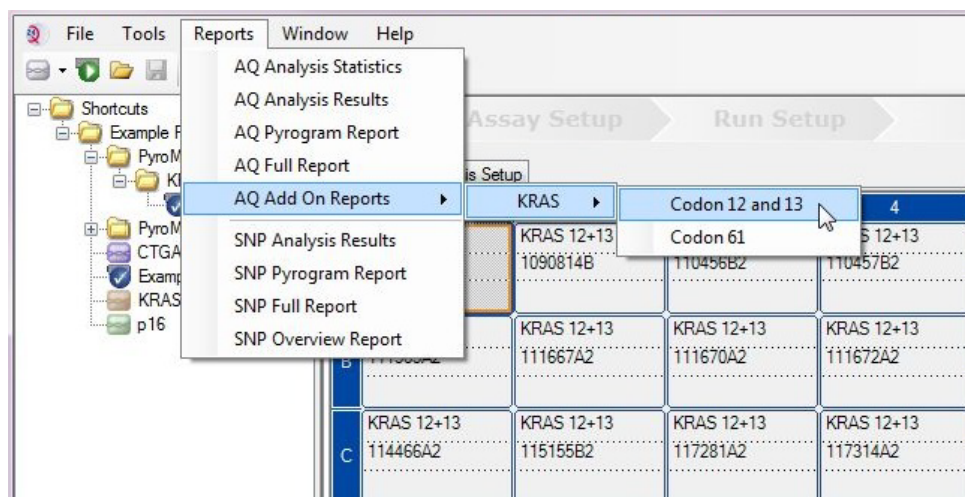 File Tools Reports Window Help
AQ Analysis Statistics
AQ Analysis Results
AQ Pyrogram Report
AQ Full Report
AQ Add On Reports
SNP Analysis Results
SNP Pyrogram Report
SNP Full Report
SNP Overview Report
KRAS
Codon 12 and 13
Codon 61
Shortcuts
Example
PyroM
PyroM
CTGA
Examp
KRAS
p16
Assay Setup Run Setup
is Setup
4
KRAS 12+13 S 12+13
1090814B 110456B2 110457B2
B
KRAS 12+13 KRAS 12+13 KRAS 12+13
111667A2 111670A2 111672A2
C
KRAS 12+13 KRAS 12+13 KRAS 12+13 KRAS 12+13
114466A2 115155B2 117281A2 117314A2